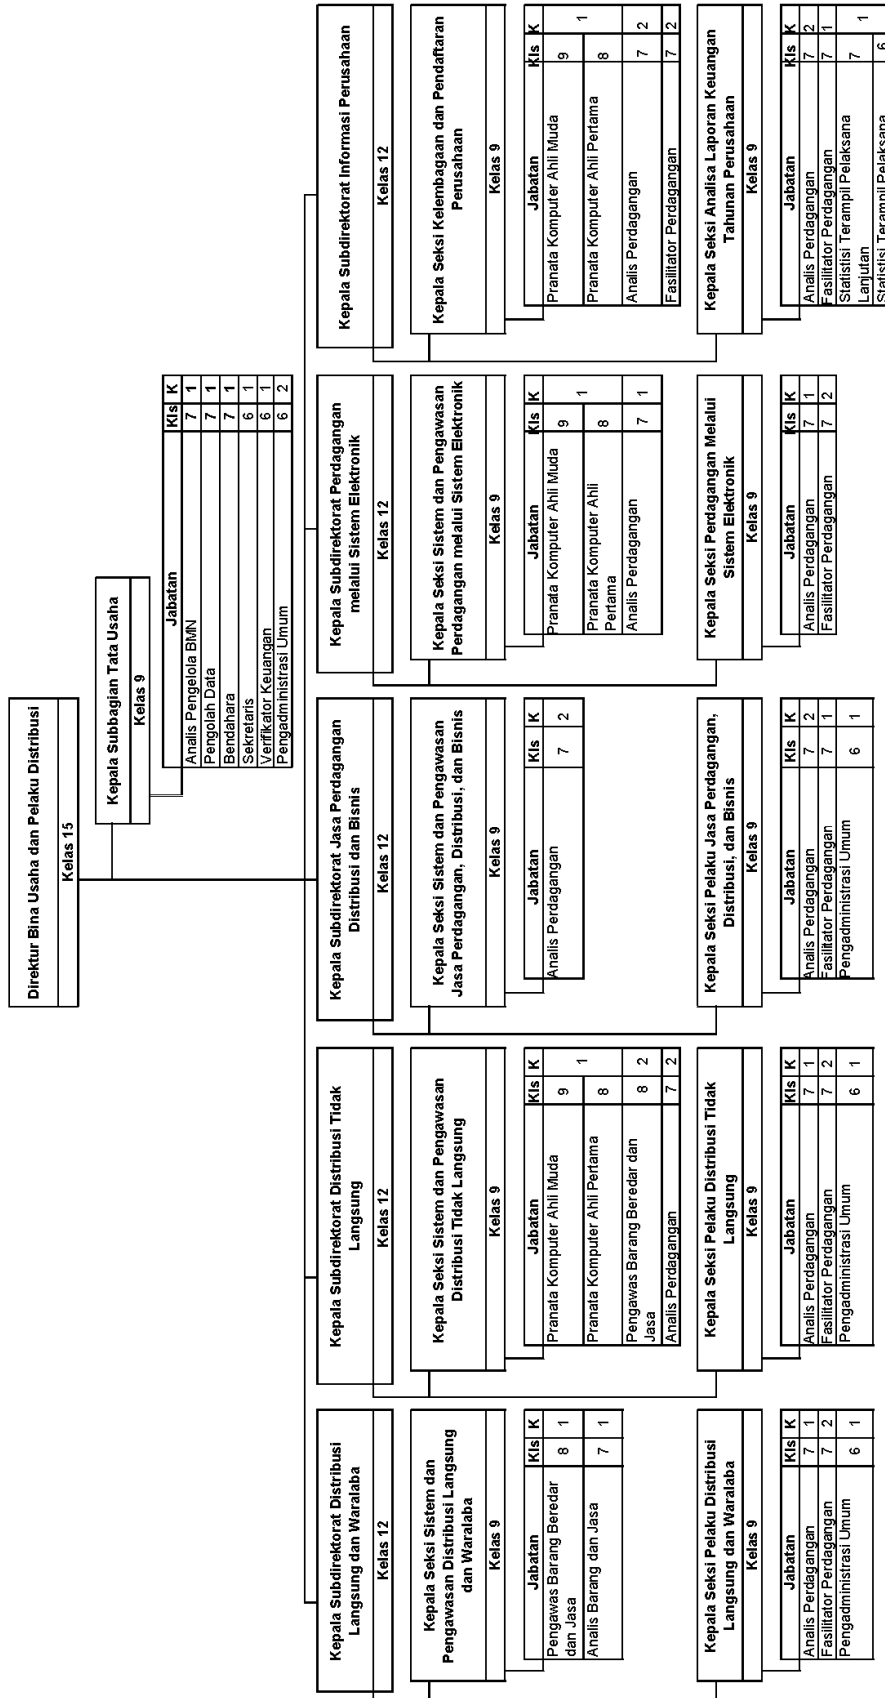 Direktur Bina Usaha dan Pelaku Distribusi
Kelas 15
Kepala Subbagian Tata Usaha
Kelas 9
Jabatan Kls K
Analis Pengelola BMN 7 1
Pengolah Data 7 1
Bendahara 7 1
Sekretaris 6 1
Verifikator Keuangan 6 1
Pengadministrasi Umum 6 2
Kepala Subdirektorat Distribusi
Langsung dan Waralaba
Kelas 12
Kepala Seksi Sistem dan
Pengawasan Distribusi Langsung
dan Waralaba
Kelas 9
Jabatan Kls K
Pengawas Barang Beredar
dan Jasa 8 1
Analis Barang dan Jasa 7 1
Kepala Seksi Pelaku Distribusi
Langsung dan Waralaba
Kelas 9
Jabatan Kls K
Analis Perdagangan 7 1
Fasilitator Perdagangan 7 2
Pengadministrasi Umum 6 1
Kepala Subdirektorat Distribusi Tidak
Langsung
Kelas 12
Kepala Seksi Sistem dan Pengawasan
Distribusi Tidak Langsung
Kelas 9
Jabatan Kls K
Pranata Komputer Ahli Muda 9 1
Pranata Komputer Ahli Pertama 8
Pengawas Barang Beredar dan
Jasa 8 2
Analis Perdagangan 7 2
Kepala Seksi Pelaku Distribusi Tidak
Langsung
Kelas 9
Jabatan Kls K
Analis Perdagangan 7 1
Fasilitator Perdagangan 7 2
Pengadministrasi Umum 6 1
Kepala Subdirektorat Jasa Perdagangan
Distribusi dan Bisnis
Kelas 12
Kepala Seksi Sistem dan Pengawasan
Jasa Perdagangan, Distribusi, dan Bisnis
Kelas 9
Jabatan Kls K
Analis Perdagangan 7 2
Kepala Seksi Pelaku Jasa Perdagangan,
Distribusi, dan Bisnis
Kelas 9
Jabatan Kls K
Analis Perdagangan 7 2
Fasilitator Perdagangan 7 1
Pengadministrasi Umum 6 1
Kepala Subdirektorat Perdagangan
melalui Sistem Elektronik
Kelas 12
Kepala Seksi Sistem dan Pengawasan
Perdagangan melalui Sistem Elektronik
Kelas 9
Jabatan Kls K
Pranata Komputer Ahli Muda 9 1
Pranata Komputer Ahli
Pertama 8
Analis Perdagangan 7 1
Kepala Seksi Perdagangan Melalui
Sistem Elektronik
Kelas 9
Jabatan Kls K
Analis Perdagangan 7 1
Fasilitator Perdagangan 7 2
Kepala Subdirektorat Informasi Perusahaan
Kelas 12
Kepala Seksi Kelembagaan dan Pendaftaran
Perusahaan
Kelas 9
Jabatan Kls K
Pranata Komputer Ahli Muda 9 1
Pranata Komputer Ahli Pertama 8
Analis Perdagangan 7 2
Fasilitator Perdagangan 7 2
Kepala Seksi Analisa Laporan Keuangan
Tahunan Perusahaan
Kelas 9
Jabatan Kls K
Analis Perdagangan 7 2
Fasilitator Perdagangan 7 1
Statistisi Terampil Pelaksana
Lanjutan 7 1
Statistisi Terampil Pelaksana 6